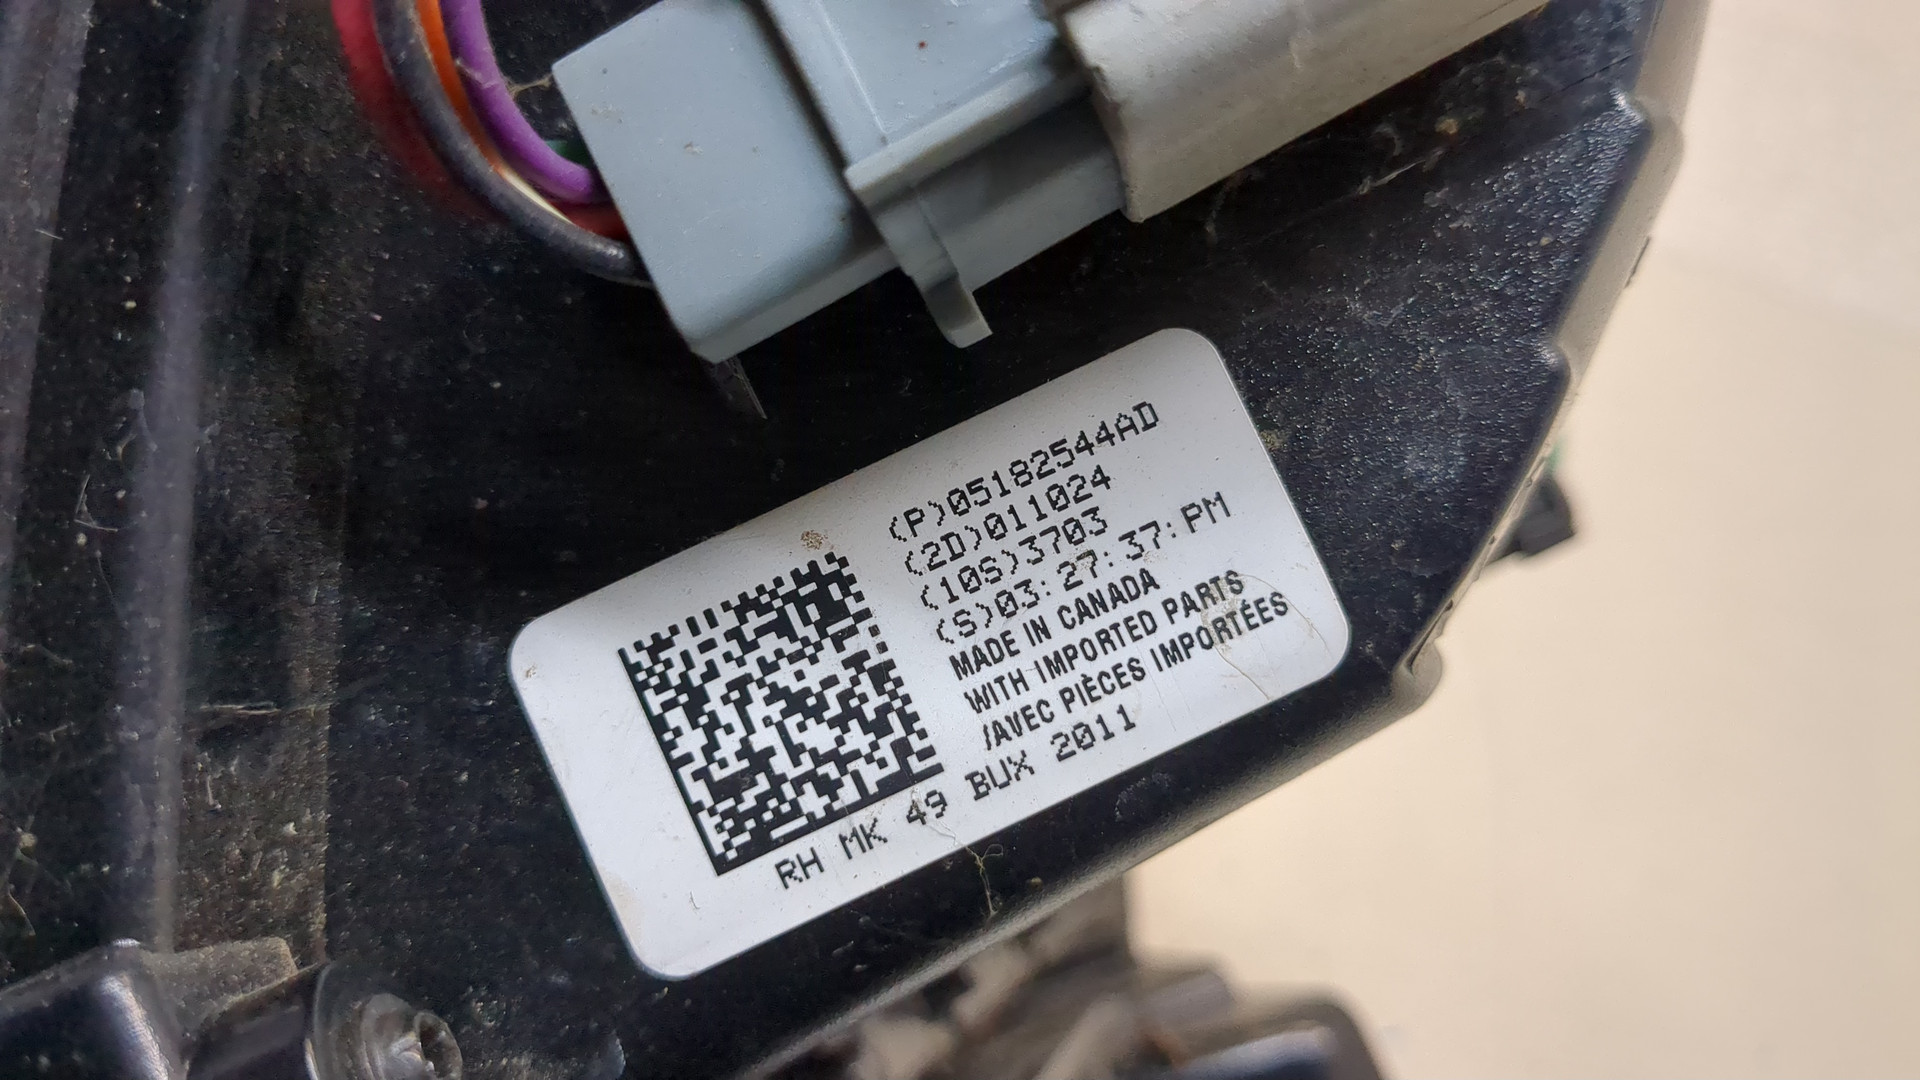 (P)05182544AD
(2D)011024
(10S)3703
(S)03:27:37:PM
MADE IN CANADA
WITH IMPORTED PARTS
/AVEC PIÈCES IMPORTÉES
RH MK 49 BUX 2011